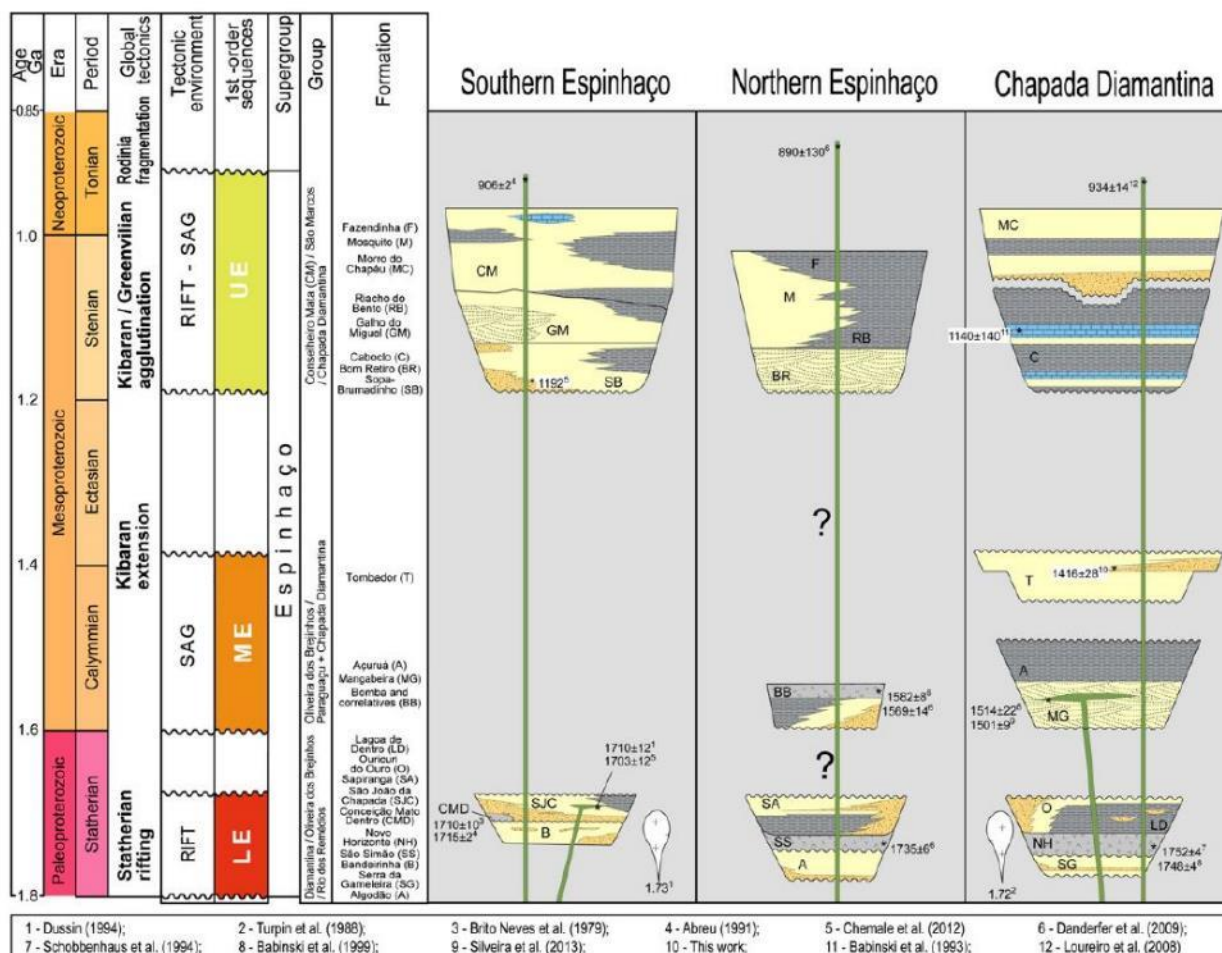 Age
Ga
Era
Period
Global
tectonics
Tectonic
environment
1st -order
sequences
Supergroup
Group
Formation
Southern Espinhaço
Northern Espinhaço
Chapada Diamantina
0.85
1.0
1.2
1.4
1.6
1.8
Neoproterozoic
Mesoproterozoic
Paleoproterozoic
Tonian
Stenian
Ectasian
Calymmian
Statherian
Rodinia
fragmentation
Kibaran / Greenvilian
agglutination
Kibaran
extension
Statherian
rifting
RIFT - SAG
SAG
RIFT
UE
ME
LE
Espinhaço
Conselheiro Mata (CM) / São Marcos
/ Chapada Diamantina
Oliveira dos Brejinhos /
Paraguaçu + Chapada Diamantina
Diamantina / Oliveira dos Brejinhos
/ Rio dos Remédios
Fazendinha (F)
Mosquito (M)
Morro do
Chapéu (MC)
Riacho do
Bento (RB)
Galho do
Miguel (GM)
Caboclo (C)
Bom Retiro (BR)
Sopa-
Brumadinho (SB)
Tombador (T)
Açuruá (A)
Mangabeira (MG)
Bomba and
correlatives (BB)
Lagoa de
Dentro (LD)
Ouricuri
do Ouro (O)
Sapiranga (SA)
São João da
Chapada (SJC)
Conceição Mato
Dentro (CMD)
Novo
Horizonte (NH)
São Simão (SS)
Bandeirinha (B)
Serra da
Gameleira (SG)
Algodão (A)
906±2⁴
CM
GM
1192⁵
SB
1710±12¹
1703±12⁵
CMD
1710±10³
1715±2⁴
SJC
B
1.73¹
890±130⁶
F
M
RB
BR
?
BB
1582±8⁸
1569±14⁶
?
SA
SS
1735±6⁶
A
934±14¹²
MC
1140±140¹¹
C
1416±28¹⁰
T
A
1514±22⁶
1501±9⁹
MG
O
LD
NH
1752±4⁷
1748±4⁸
SG
1.72²
1 - Dussin (1994); 2 - Turpin et al. (1988); 3 - Brito Neves et al. (1979); 4 - Abreu (1991); 5 - Chemale et al. (2012) 6 - Danderfer et al. (2009);
7 - Schobbenhaus et al. (1994); 8 - Babinski et al. (1999); 9 - Silveira et al. (2013); 10 - This work; 11 - Babinski et al. (1993); 12 - Loureiro et al. (2008)